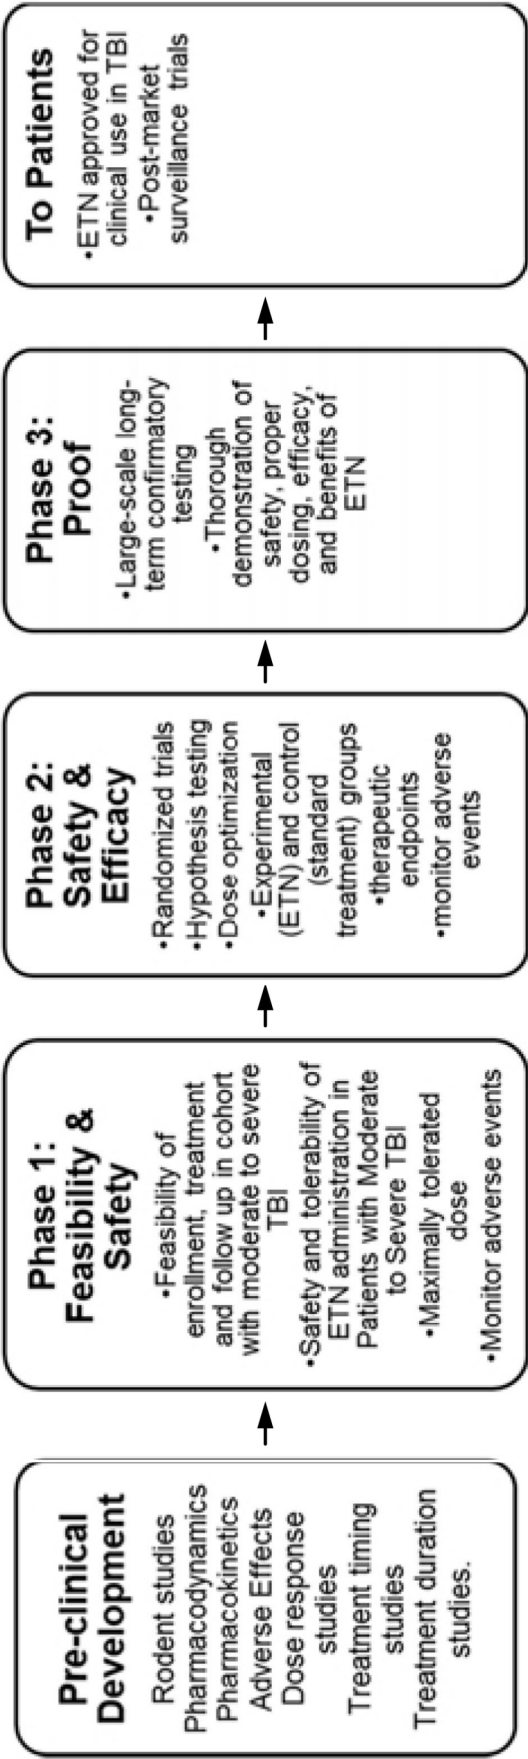 Pre-clinical
Development
Rodent studies
Pharmacodynamics
Pharmacokinetics
Adverse Effects
Dose response
studies
Treatment timing
studies
Treatment duration
studies.
Phase 1:
Feasibility &
Safety
•Feasibility of
enrollment, treatment
and follow up in cohort
with moderate to severe
TBI
•Safety and tolerability of
ETN administration in
Patients with Moderate
to Severe TBI
•Maximally tolerated
dose
•Monitor adverse events
Phase 2:
Safety &
Efficacy
•Randomized trials
•Hypothesis testing
•Dose optimization
•Experimental
(ETN) and control
(standard
treatment) groups
•therapeutic
endpoints
•monitor adverse
events
Phase 3:
Proof
•Large-scale long-
term confirmatory
testing
•Thorough
demonstration of
safety, proper
dosing, efficacy,
and benefits of
ETN
To Patients
•ETN approved for
clinical use in TBI
•Post-market
surveillance trials